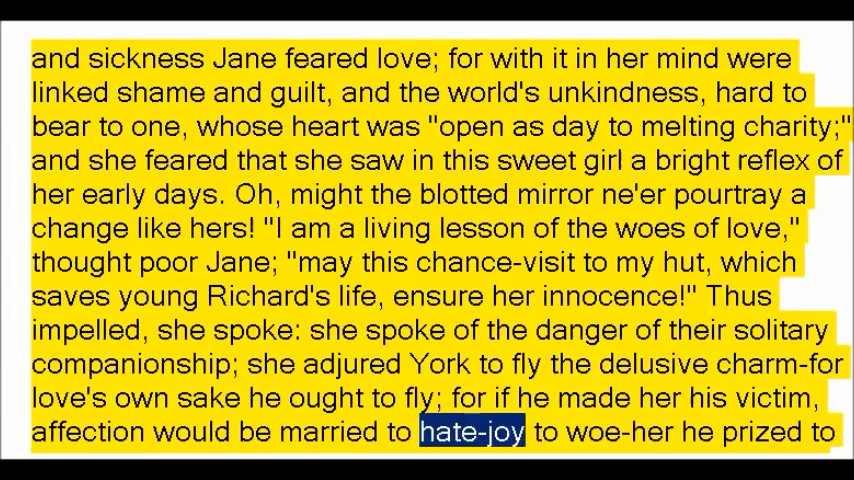 and sickness Jane feared love; for with it in her mind were
linked shame and guilt, and the world's unkindness, hard to
bear to one, whose heart was "open as day to melting charity;"
and she feared that she saw in this sweet girl a bright reflex of
her early days. Oh, might the blotted mirror ne'er pourtray a
change like hers! "I am a living lesson of the woes of love,"
thought poor Jane; "may this chance-visit to my hut, which
saves young Richard's life, ensure her innocence!" Thus
impelled, she spoke: she spoke of the danger of their solitary
companionship; she adjured York to fly the delusive charm-for
love's own sake he ought to fly; for if he made her his victim,
affection would be married to hate-joy to woe-her he prized to